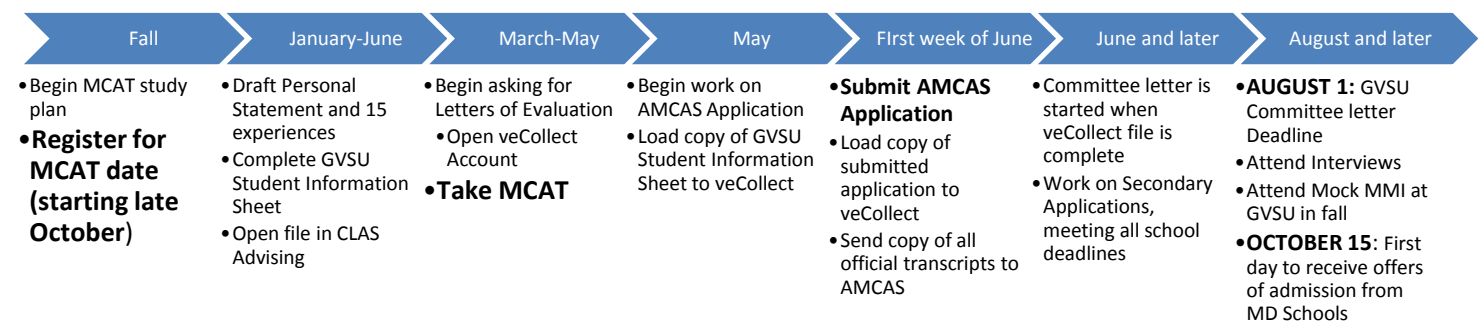 Fall
January-June
March-May
May
FIrst week of June
June and later
August and later
•Begin MCAT study
plan
•Register for
MCAT date
(starting late
October)
•Draft Personal
Statement and 15
experiences
•Complete GVSU
Student Information
Sheet
•Open file in CLAS
Advising
•Begin asking for
Letters of Evaluation
•Open veCollect
Account
•Take MCAT
•Begin work on
AMCAS Application
•Load copy of GVSU
Student Information
Sheet to veCollect
•Submit AMCAS
Application
•Load copy of
submitted
application to
veCollect
•Send copy of all
official transcripts to
AMCAS
•Committee letter is
started when
veCollect file is
complete
•Work on Secondary
Applications,
meeting all school
deadlines
•AUGUST 1: GVSU
Committee letter
Deadline
•Attend Interviews
•Attend Mock MMI at
GVSU in fall
•OCTOBER 15: First
day to receive offers
of admission from
MD Schools